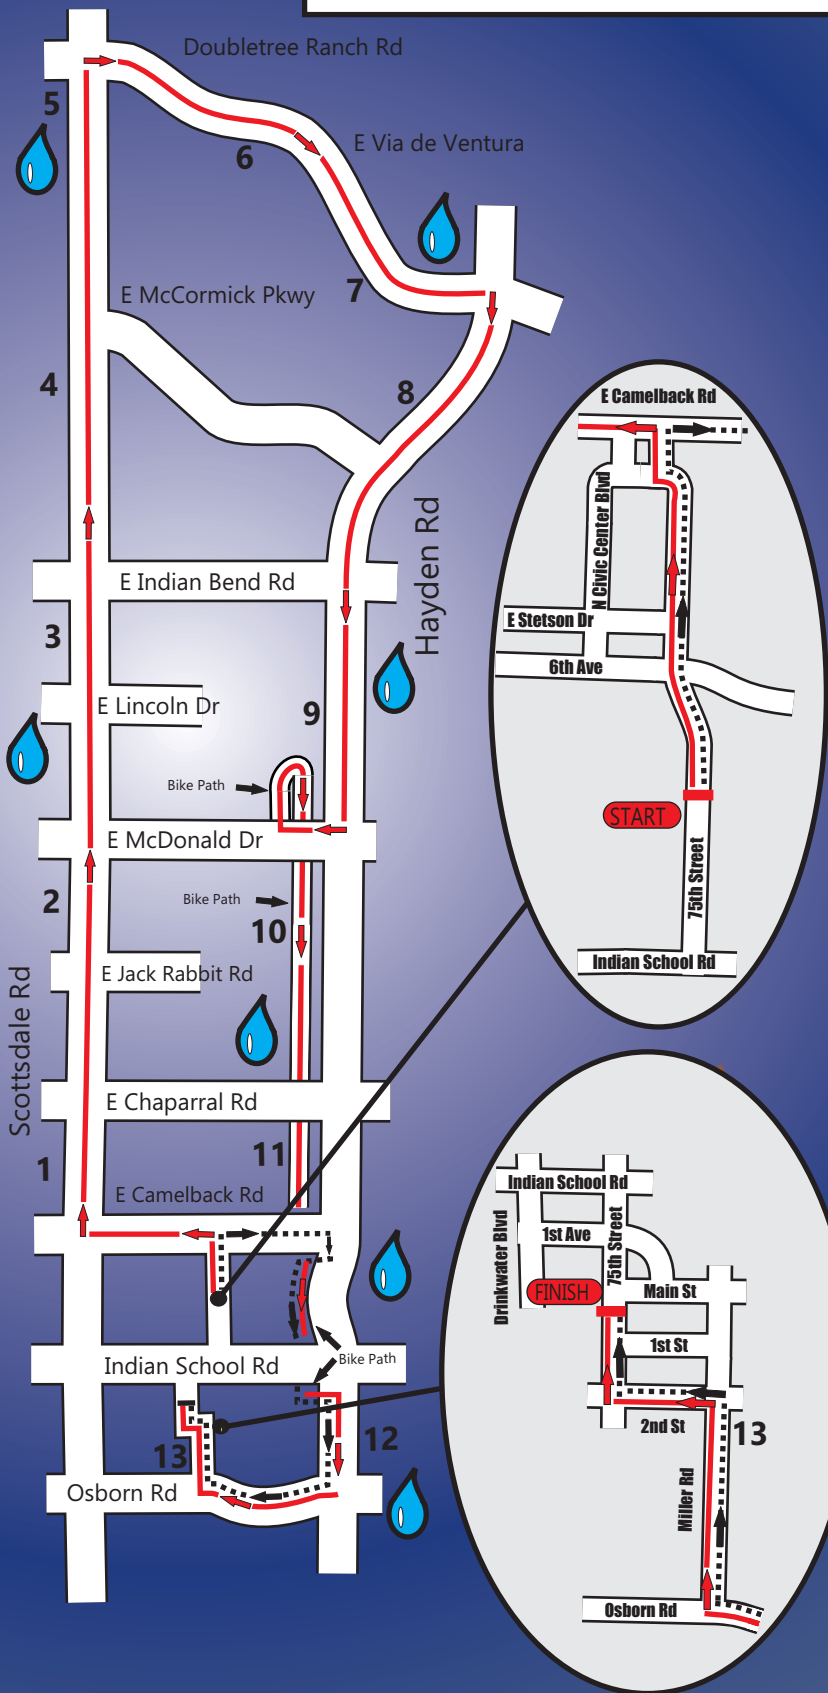 Doubletree Ranch Rd
5
6
E Via de Ventura
E McCormick Pkwy
7
4
8
Hayden Rd
E Indian Bend Rd
3
E Lincoln Dr
9
Bike Path
E McDonald Dr
2
Bike Path
10
E Jack Rabbit Rd
Scottsdale Rd
E Chaparral Rd
1
11
E Camelback Rd
Indian School Rd
Bike Path
12
13
Osborn Rd
E Camelback Rd
N Civic Center Blvd
E Stetson Dr
6th Ave
START
75th Street
Indian School Rd
Indian School Rd
Drinkwater Blvd
1st Ave
75th Street
FINISH
Main St
1st St
2nd St
13
Miller Rd
Osborn Rd